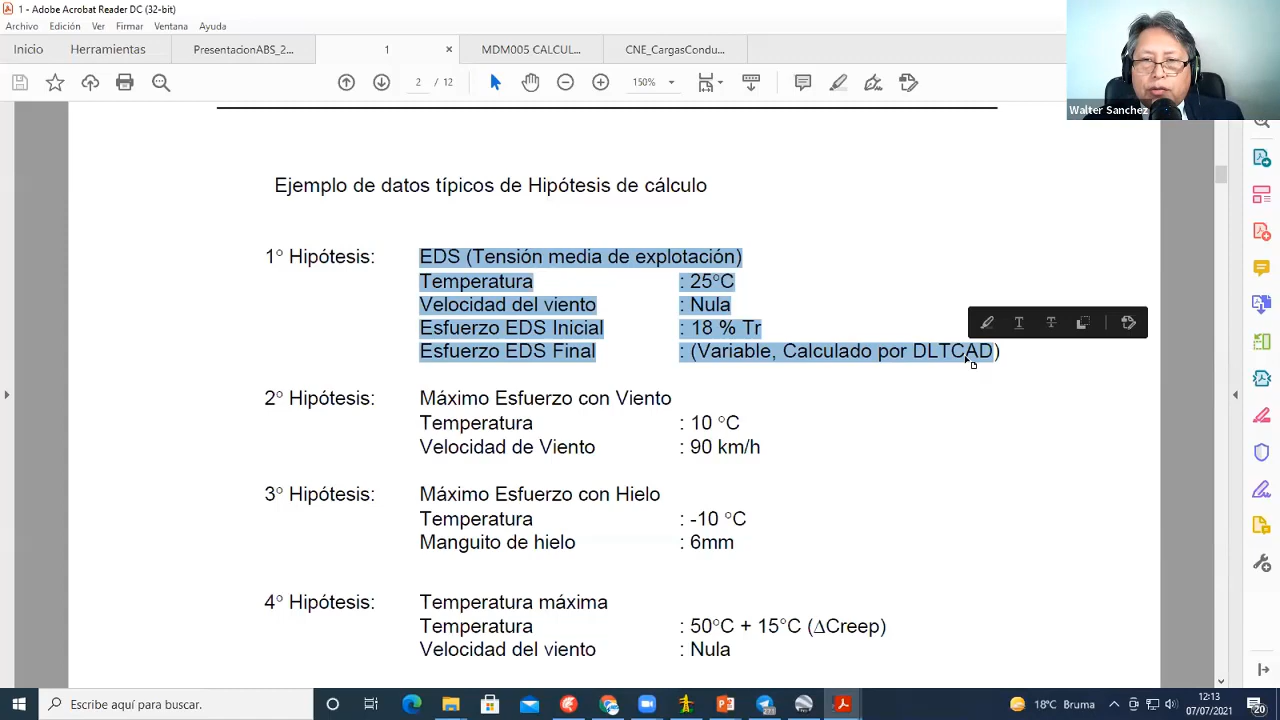 1 - Adobe Acrobat Reader DC (32-bit)
Archivo Edición Ver Firmar Ventana Ayuda
Inicio Herramientas PresentacionABS_2... 1 × MDM005 CALCUL... CNE_CargasCondu...
2 / 12 150%
Walter Sanchez
Ejemplo de datos típicos de Hipótesis de cálculo
1° Hipótesis: EDS (Tensión media de explotación)
Temperatura : 25°C
Velocidad del viento : Nula
Esfuerzo EDS Inicial : 18 % Tr
Esfuerzo EDS Final : (Variable, Calculado por DLTCAD)
2° Hipótesis: Máximo Esfuerzo con Viento
Temperatura : 10 °C
Velocidad de Viento : 90 km/h
3° Hipótesis: Máximo Esfuerzo con Hielo
Temperatura : -10 °C
Manguito de hielo : 6mm
4° Hipótesis: Temperatura máxima
Temperatura : 50°C + 15°C (∆Creep)
Velocidad del viento : Nula
Escribe aquí para buscar.
18°C Bruma
12:13
07/07/2021
20